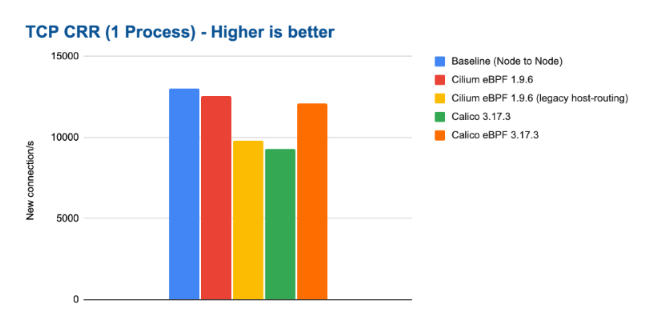 TCP CRR (1 Process) - Higher is better
15000
10000
5000
0
New connection/s
Baseline (Node to Node)
Cilium eBPF 1.9.6
Cilium eBPF 1.9.6 (legacy host-routing)
Calico 3.17.3
Calico eBPF 3.17.3